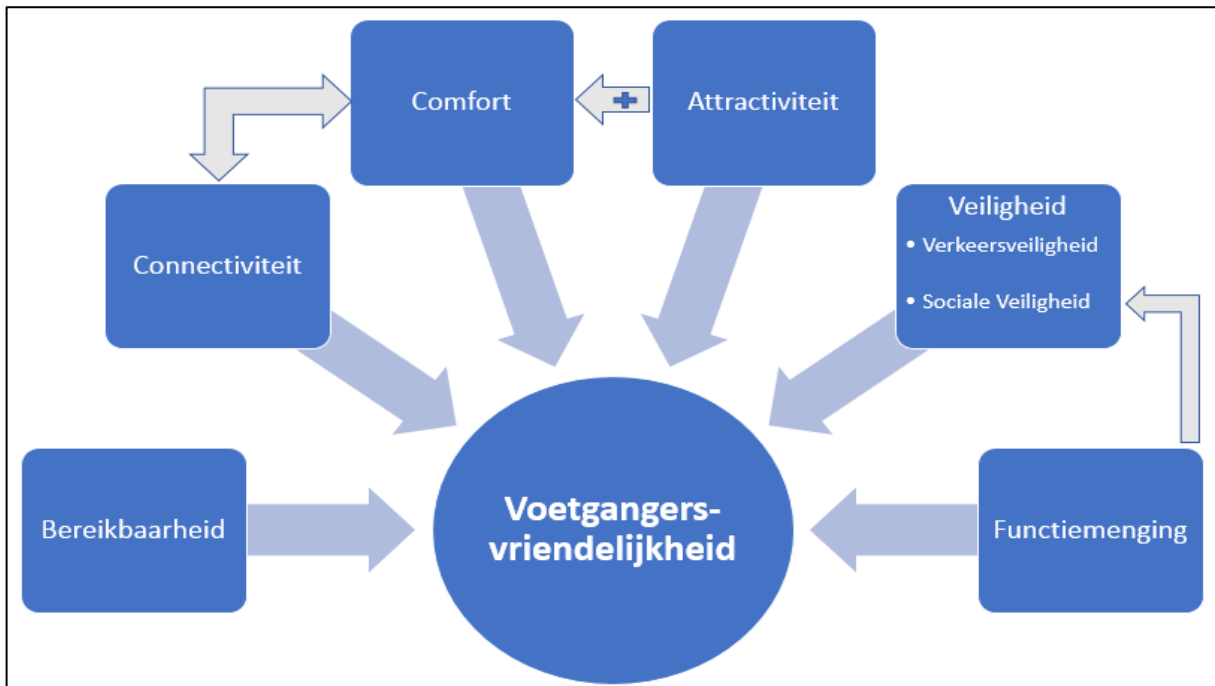 Comfort
Attractiviteit
Connectiviteit
Veiligheid
• Verkeersveiligheid
• Sociale Veiligheid
Bereikbaarheid
Voetgangers-
vriendelijkheid
Functiemenging